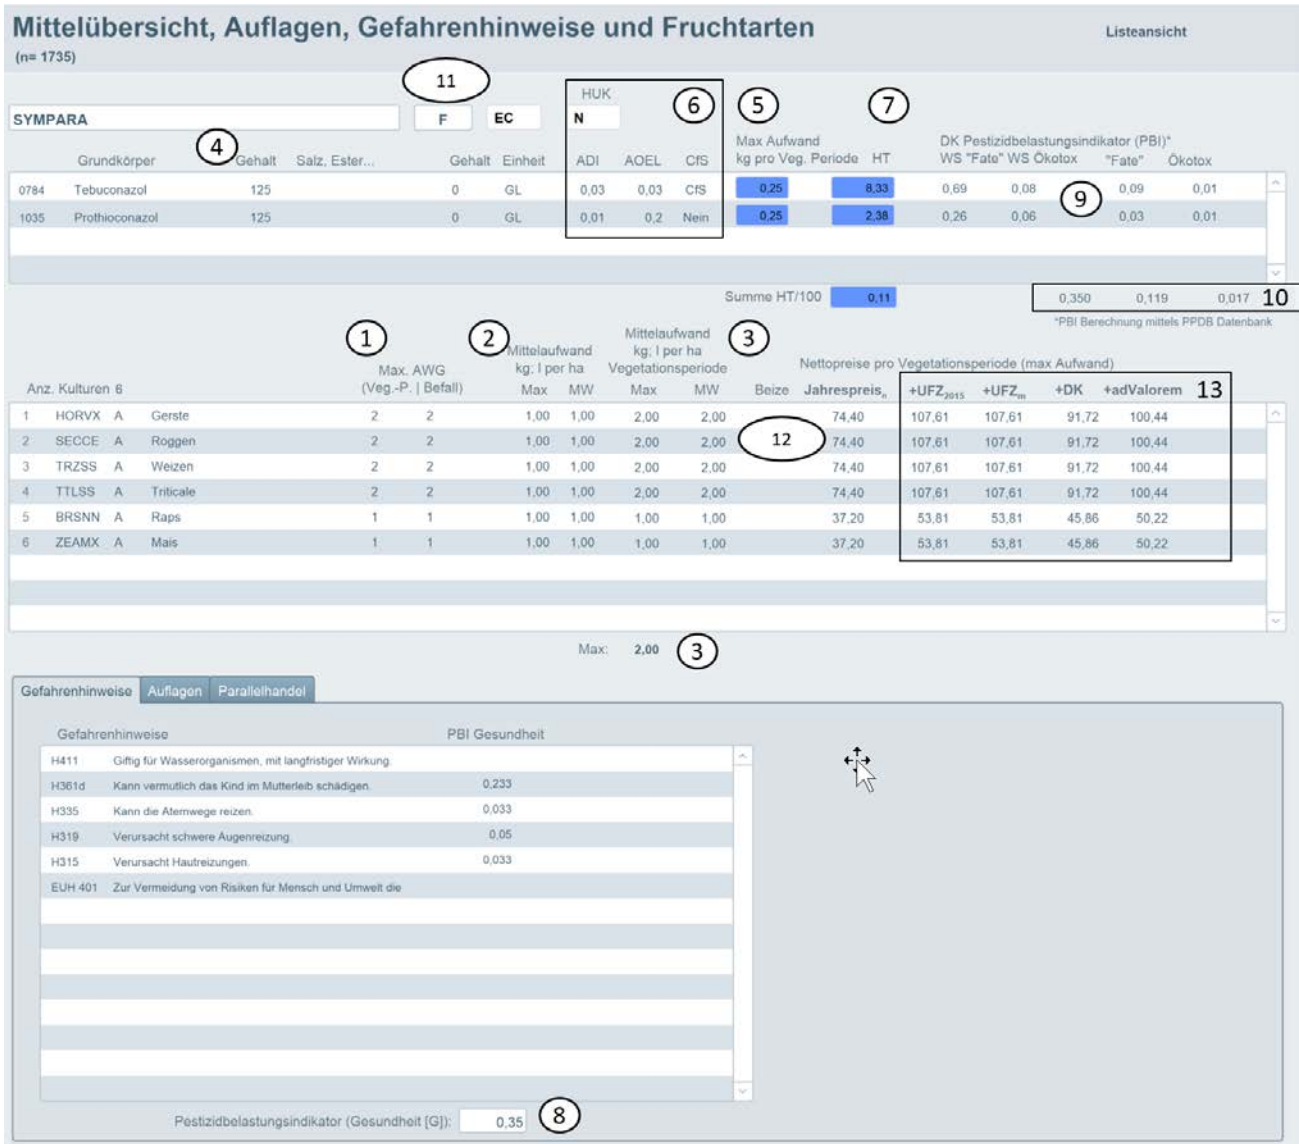 Mittelübersicht, Auflagen, Gefahrenhinweise und Fruchtarten
Listeansicht
(n= 1735)
11
HUK
6
5
7
SYMPARA
F
EC
N
4
Max Aufwand
DK Pestizidbelastungsindikator (PBI)*
Grundkörper Gehalt Salz, Ester... Gehalt Einheit ADI AOEL CfS kg pro Veg. Periode HT WS "Fate" WS Ökotox "Fate" Ökotox
0784 Tebuconazol 125 0 GL 0,03 0,03 CfS 0,25 8,33 0,69 0,08 0,09 0,01
9
1035 Prothioconazol 125 0 GL 0,01 0,2 Nein 0,25 2,38 0,26 0,06 0,03 0,01
Summe HT/100 0,11 0,350 0,119 0,017 10
*PBI Berechnung mittels PPDB Datenbank
1
2
3
Mittelaufwand
kg; l per ha
Mittelaufwand
kg; l per ha
Vegetationsperiode
Max. AWG
(Veg.-P. | Befall)
Nettopreise pro Vegetationsperiode (max Aufwand)
Anz. Kulturen 6 Max MW Max MW Beize Jahrespreisₙ +UFZ₂₀₁₅ +UFZₘ +DK +adValorem 13
1 HORVX A Gerste 2 2 1,00 1,00 2,00 2,00 74,40 107,61 107,61 91,72 100,44
2 SECCE A Roggen 2 2 1,00 1,00 2,00 2,00 12 74,40 107,61 107,61 91,72 100,44
3 TRZSS A Weizen 2 2 1,00 1,00 2,00 2,00 74,40 107,61 107,61 91,72 100,44
4 TTLSS A Triticale 2 2 1,00 1,00 2,00 2,00 74,40 107,61 107,61 91,72 100,44
5 BRSNN A Raps 1 1 1,00 1,00 1,00 1,00 37,20 53,81 53,81 45,86 50,22
6 ZEAMX A Mais 1 1 1,00 1,00 1,00 1,00 37,20 53,81 53,81 45,86 50,22
Max: 2,00 3
Gefahrenhinweise Auflagen Parallelhandel
Gefahrenhinweise PBI Gesundheit
H411 Giftig für Wasserorganismen, mit langfristiger Wirkung.
H361d Kann vermutlich das Kind im Mutterleib schädigen. 0,233
H335 Kann die Atemwege reizen. 0,033
H319 Verursacht schwere Augenreizung. 0,05
H315 Verursacht Hautreizungen. 0,033
EUH 401 Zur Vermeidung von Risiken für Mensch und Umwelt die
Pestizidbelastungsindikator (Gesundheit [G]): 0,35 8